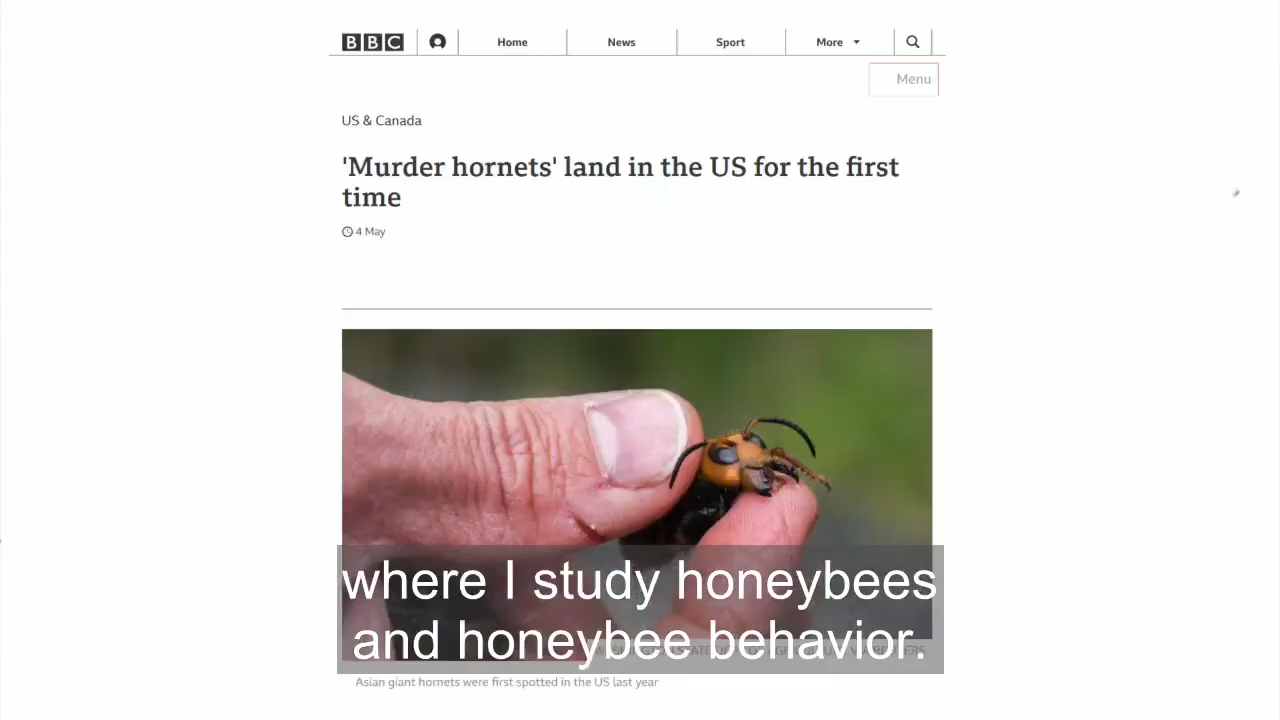 BBC
Home
News
Sport
More
Menu
US & Canada
'Murder hornets' land in the US for the first
time
4 May
where I study honeybees
and honeybee behavior.
Asian giant hornets were first spotted in the US last year